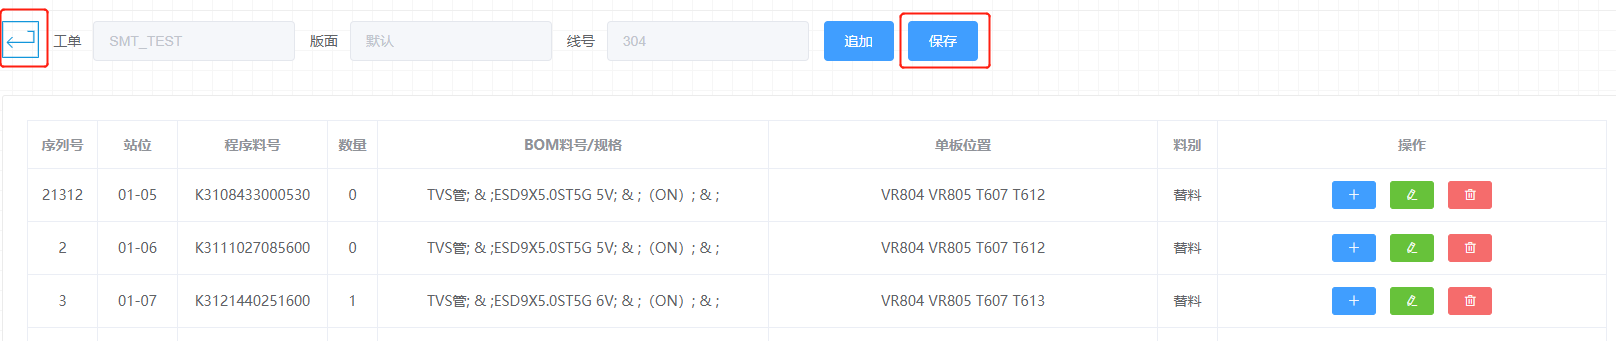 工单 SMT_TEST 版面 默认 线号 304 追加 保存
序列号 站位 程序料号 数量 BOM料号/规格 单板位置 料别 操作
21312 01-05 K3108433000530 0 TVS管; & ;ESD9X5.0ST5G 5V; & ;（ON）; & ; VR804 VR805 T607 T612 替料
2 01-06 K3111027085600 0 TVS管; & ;ESD9X5.0ST5G 5V; & ;（ON）; & ; VR804 VR805 T607 T612 替料
3 01-07 K3121440251600 1 TVS管; & ;ESD9X5.0ST5G 6V; & ;（ON）; & ; VR804 VR805 T607 T613 替料